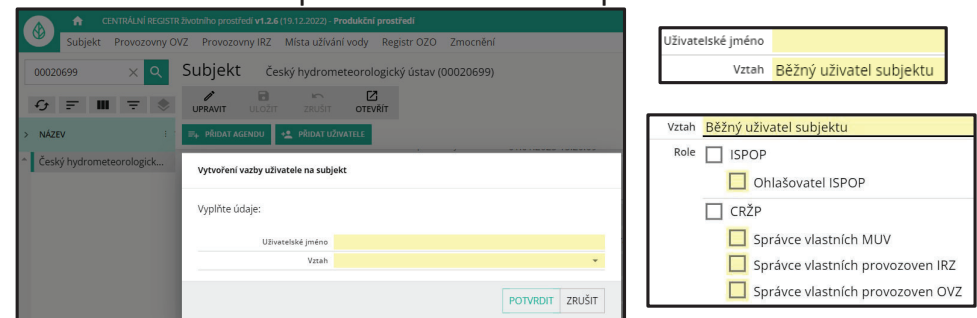 CENTRÁLNÍ REGISTR životního prostředí v1.2.6 (19.12.2022) - Produkční prostředí
Subjekt Provozovny OVZ Provozovny IRZ Místa užívání vody Registr OZO Zmocnění
00020699
Subjekt Český hydrometeorologický ústav (00020699)
UPRAVIT ULOŽIT ZRUŠIT OTEVŘÍT
NÁZEV
PŘIDAT AGENDU PŘIDAT UŽIVATELE
Český hydrometeorologick...
Vytvoření vazby uživatele na subjekt
Vyplňte údaje:
Uživatelské jméno
Vztah
POTVRDIT ZRUŠIT
Uživatelské jméno
Vztah Běžný uživatel subjektu
Vztah Běžný uživatel subjektu
Role ISPOP
Ohlašovatel ISPOP
CRŽP
Správce vlastních MUV
Správce vlastních provozoven IRZ
Správce vlastních provozoven OVZ